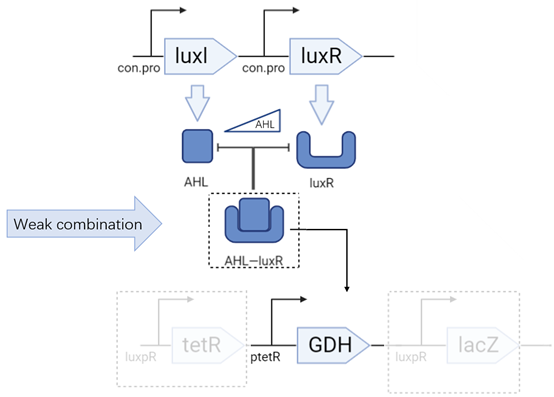 luxI
luxR
con.pro
con.pro
AHL
AHL
luxR
Weak combination
AHL–luxR
tetR
GDH
lacZ
luxpR
ptetR
luxpR